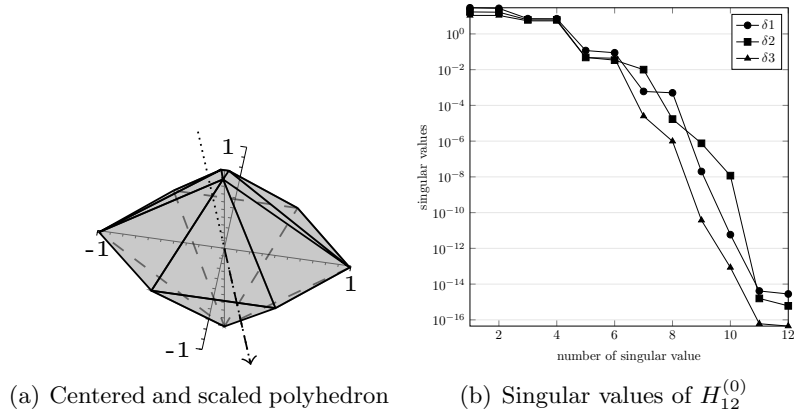 1
-1
1
-1
(a) Centered and scaled polyhedron
δ1
δ2
δ3
10^0
10^−2
10^−4
10^−6
10^−8
10^−10
10^−12
10^−14
10^−16
singular values
2 4 6 8 10 12
number of singular value
(b) Singular values of H_{12}^{(0)}